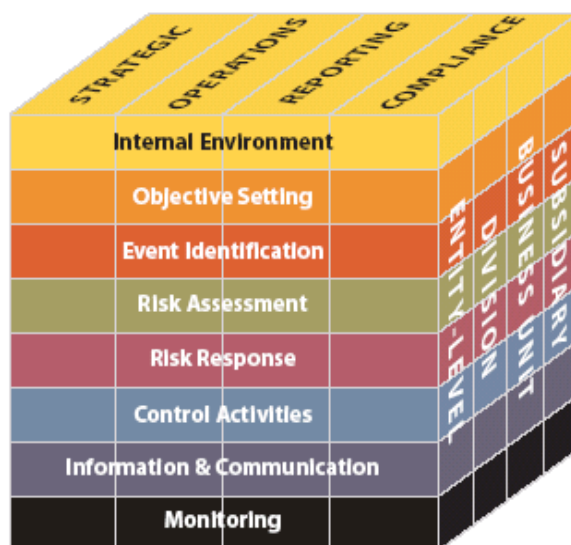 STRATEGIC
OPERATIONS
REPORTING
COMPLIANCE
Internal Environment
Objective Setting
Event Identification
Risk Assessment
Risk Response
Control Activities
Information & Communication
Monitoring
ENTITY-LEVEL
DIVISION
BUSINESS UNIT
SUBSIDIARY